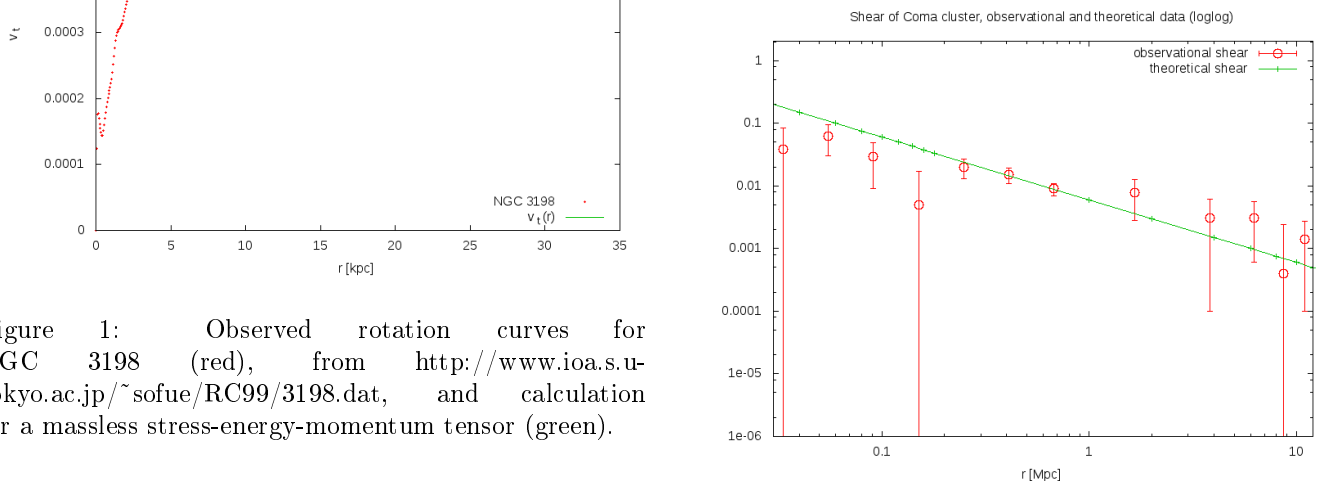 0.0003
v t
0.0002
0.0001
0
NGC 3198
v t (r)
0 5 10 15 20 25 30 35
r [kpc]
igure 1: Observed rotation curves for
GC 3198 (red), from http://www.ioa.s.u-
kyo.ac.jp/~sofue/RC99/3198.dat, and calculation
r a massless stress-energy-momentum tensor (green).
Shear of Coma cluster, observational and theoretical data (loglog)
observational shear
theoretical shear
1
0.1
0.01
0.001
0.0001
1e-05
1e-06
0.1 1 10
r [Mpc]